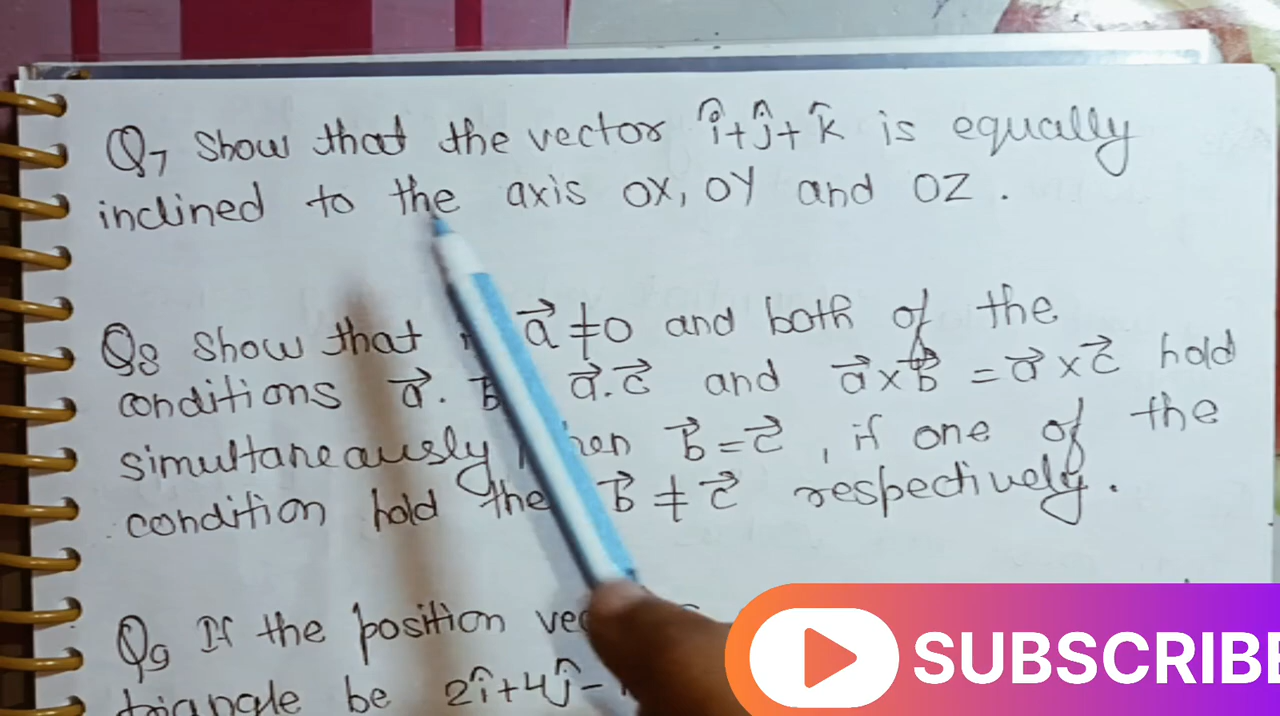 Q7 Show that the vector î+ĵ+k̂ is equally
inclined to the axis OX, OY and OZ.
Q8 Show that a⃗ ≠0 and both of the
conditions a⃗. b⃗ a⃗.c⃗ and a⃗×b⃗ = a⃗×c⃗ hold
simultaneausly b⃗=c⃗, if one of the
condition hold the b⃗ ≠ c⃗ respectively.
Q9 If the position
triangle be 2î+4ĵ-
SUBSCRIBE